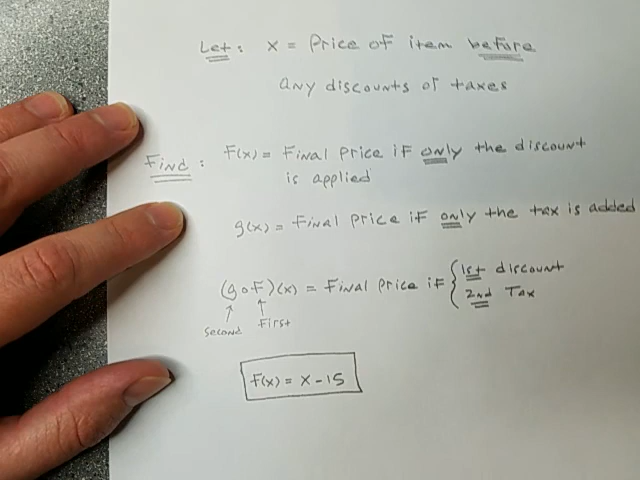 Let: x = Price of item before
any discounts or taxes
Find: F(x) = Final price if only the discount
is applied
g(x) = Final price if only the tax is added
(g∘F)(x) = Final price if { 1st discount
2nd Tax
second First
F(x) = x - 15